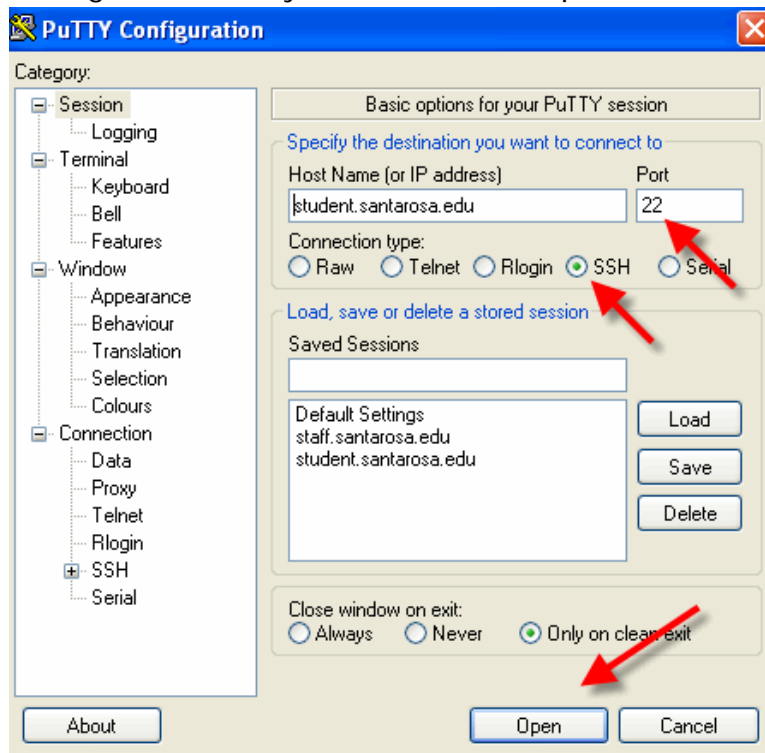 PuTTY Configuration
Category:
Session
Logging
Terminal
Keyboard
Bell
Features
Window
Appearance
Behaviour
Translation
Selection
Colours
Connection
Data
Proxy
Telnet
Rlogin
SSH
Serial
Basic options for your PuTTY session
Specify the destination you want to connect to
Host Name (or IP address) Port
student.santarosa.edu 22
Connection type:
Raw Telnet Rlogin SSH Serial
Load, save or delete a stored session
Saved Sessions
Default Settings
staff.santarosa.edu
student.santarosa.edu
Load
Save
Delete
Close window on exit:
Always Never Only on clean exit
About Open Cancel